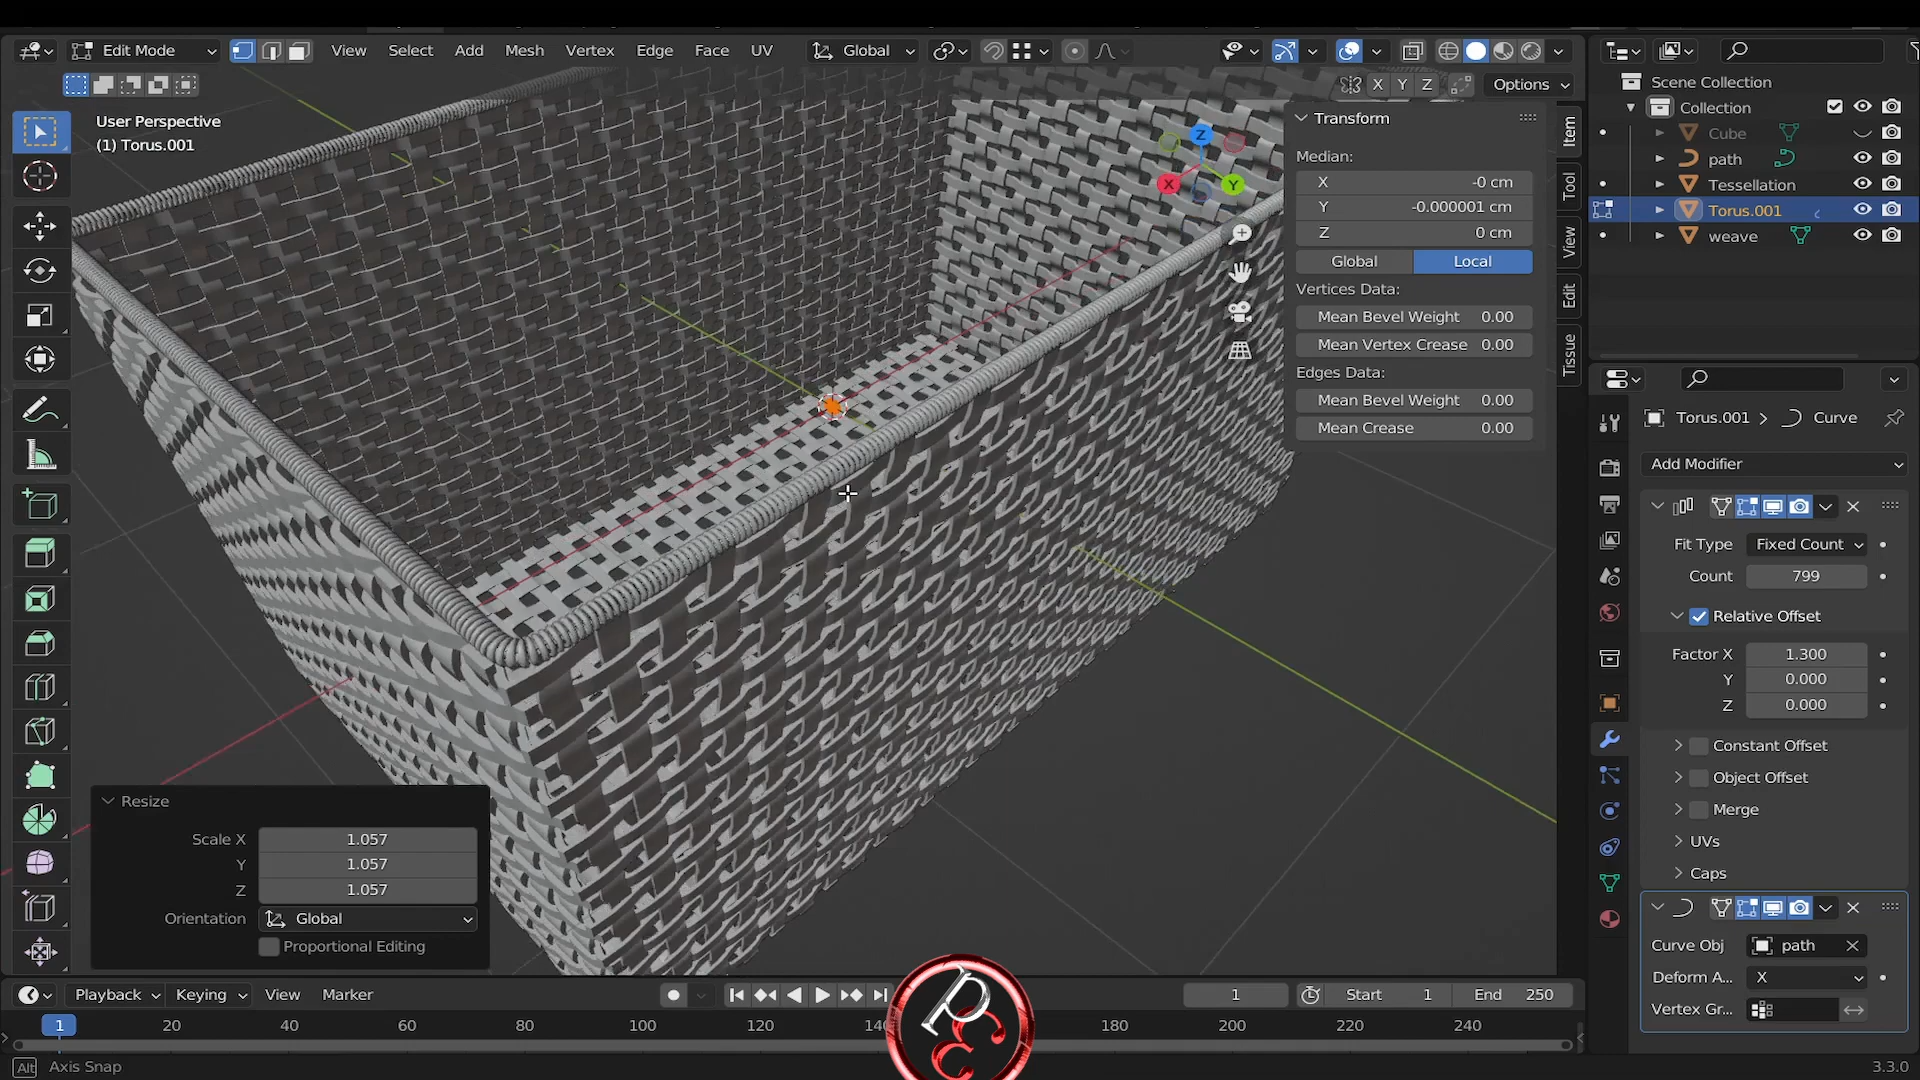 Edit Mode View Select Add Mesh Vertex Edge Face UV Global
X Y Z Options
User Perspective
(1) Torus.001
Z
X Y
Transform
Median:
X -0 cm
Y -0.000001 cm
Z 0 cm
Global Local
Vertices Data:
Mean Bevel Weight 0.00
Mean Vertex Crease 0.00
Edges Data:
Mean Bevel Weight 0.00
Mean Crease 0.00
Item
Tool
View
Edit
Tissue
Scene Collection
Collection
Cube
path
Tessellation
Torus.001
weave
Torus.001 > Curve
Add Modifier
Fit Type Fixed Count
Count 799
Relative Offset
Factor X 1.300
Y 0.000
Z 0.000
Constant Offset
Object Offset
Merge
UVs
Caps
Curve Obj path
Deform A... X
Vertex Gr...
Resize
Scale X 1.057
Y 1.057
Z 1.057
Orientation Global
Proportional Editing
Playback Keying View Marker 1 Start 1 End 250
1 20 40 60 80 100 120 140 180 200 220 240
Alt Axis Snap 3.3.0